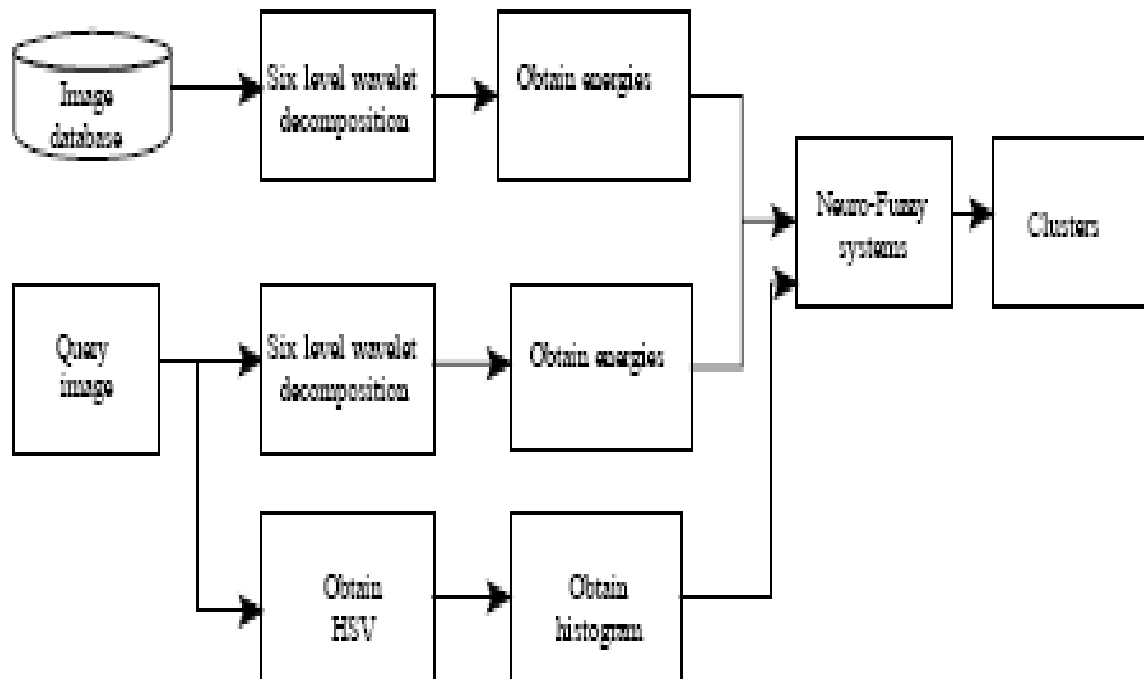 Image
database
Six level wavelet
decomposition
Obtain energies
Neuro-Fuzzy
systems
Clusters
Query
image
Six level wavelet
decomposition
Obtain energies
Obtain
HSV
Obtain
histogram